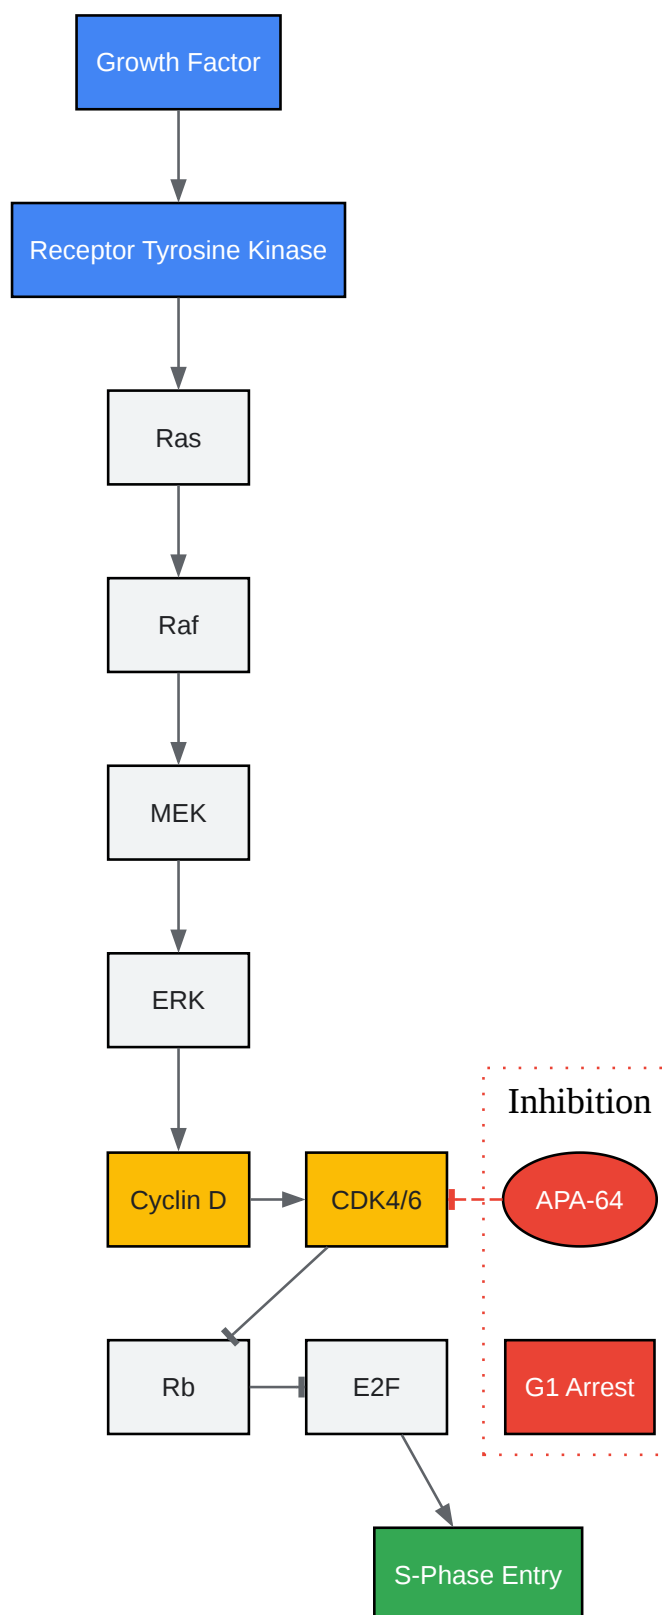 Growth Factor
Receptor Tyrosine Kinase
Ras
Raf
MEK
ERK
Inhibition
Cyclin D
CDK4/6
APA-64
Rb
E2F
G1 Arrest
S-Phase Entry